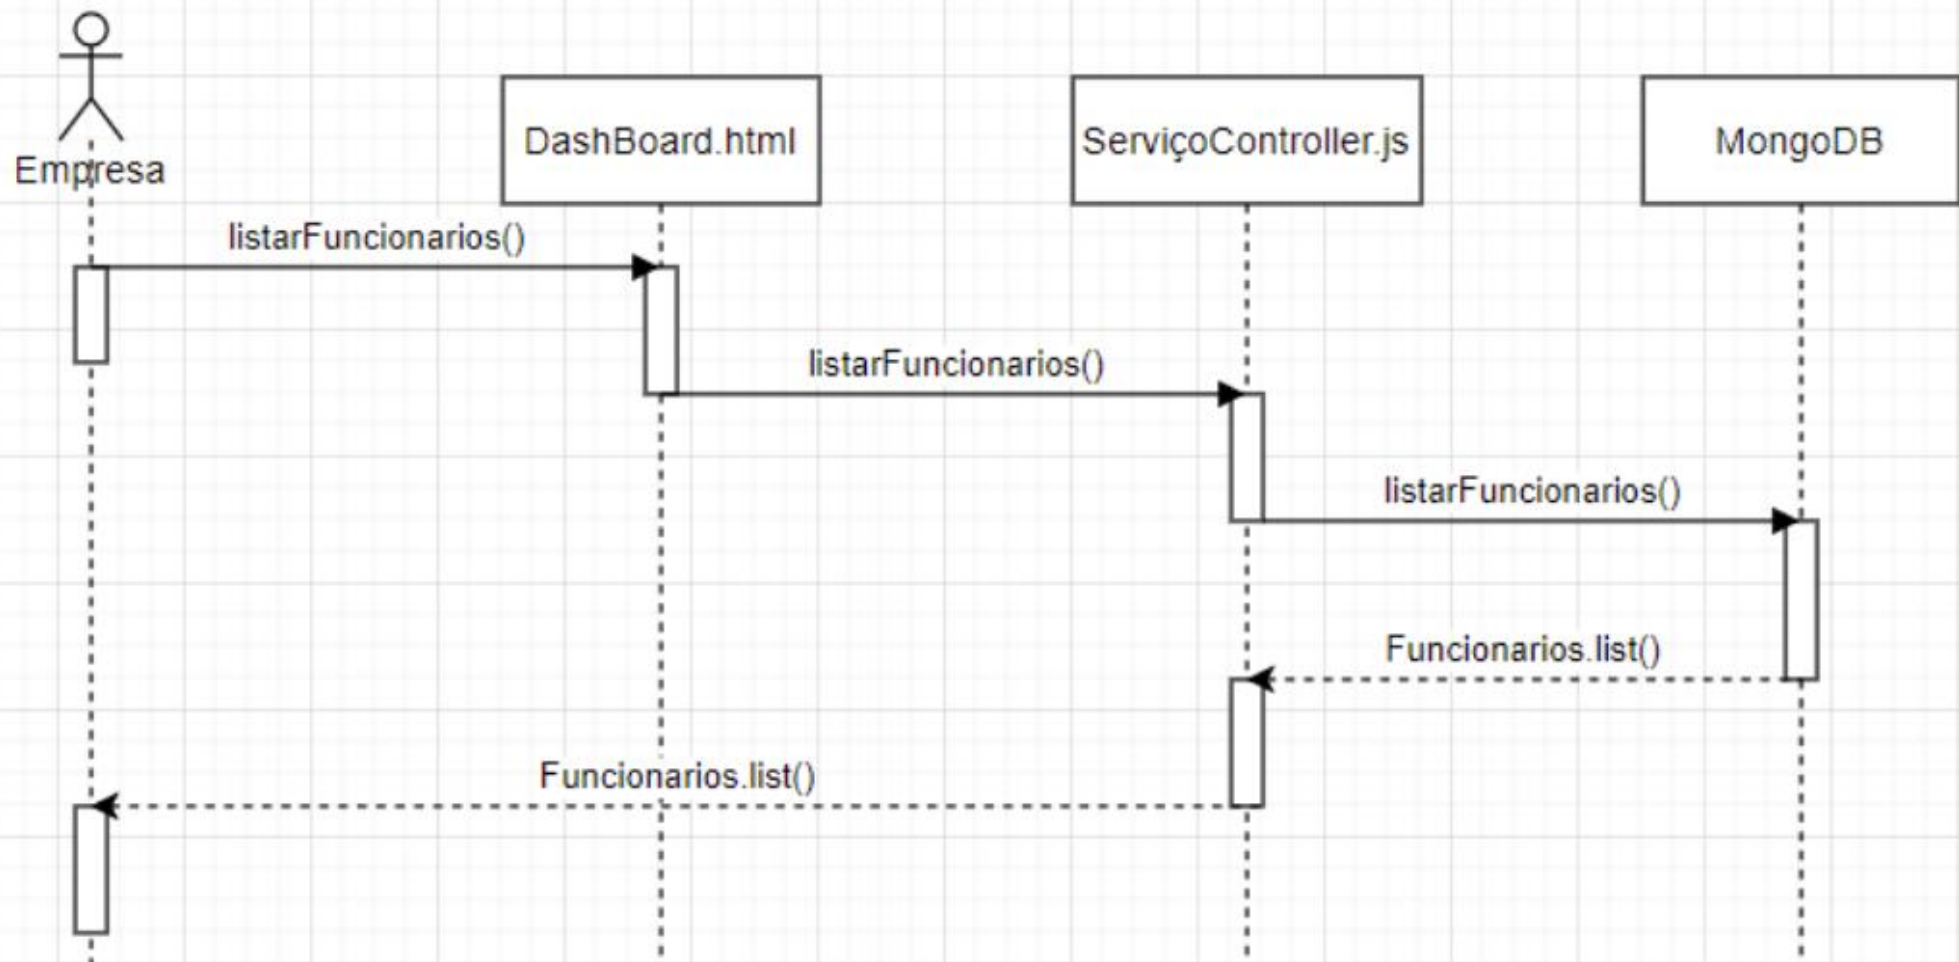 Empresa
DashBoard.html
ServiçoController.js
MongoDB
listarFuncionarios()
listarFuncionarios()
listarFuncionarios()
Funcionarios.list()
Funcionarios.list()